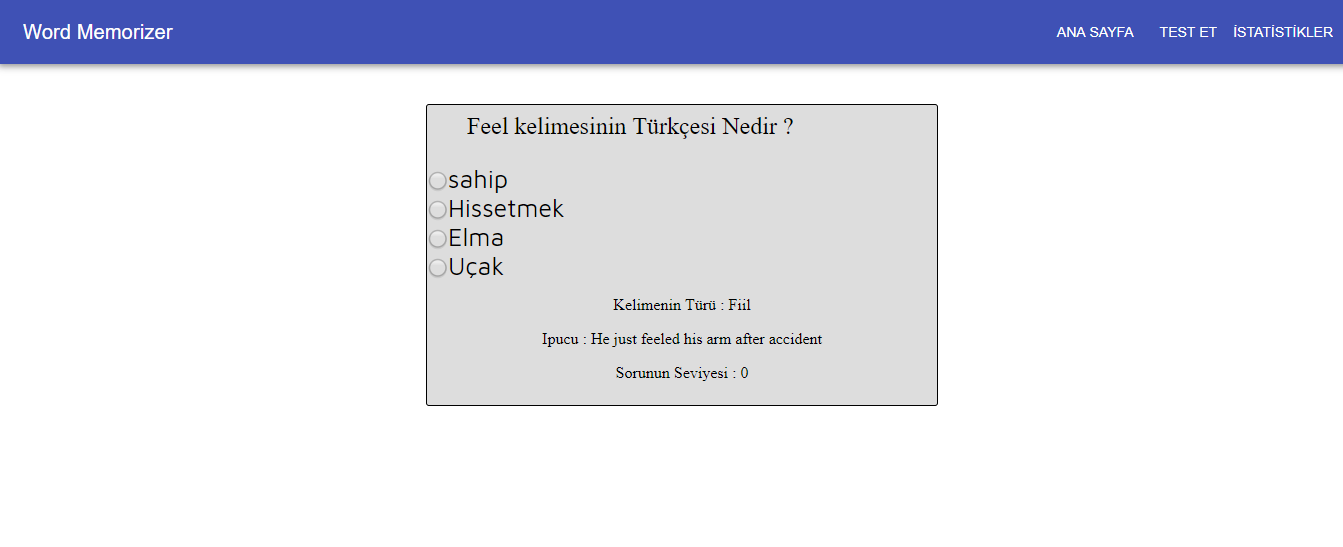 Word Memorizer
ANA SAYFA TEST ET İSTATİSTİKLER
Feel kelimesinin Türkçesi Nedir ?
sahip
Hissetmek
Elma
Uçak
Kelimenin Türü : Fiil
Ipucu : He just feeled his arm after accident
Sorunun Seviyesi : 0